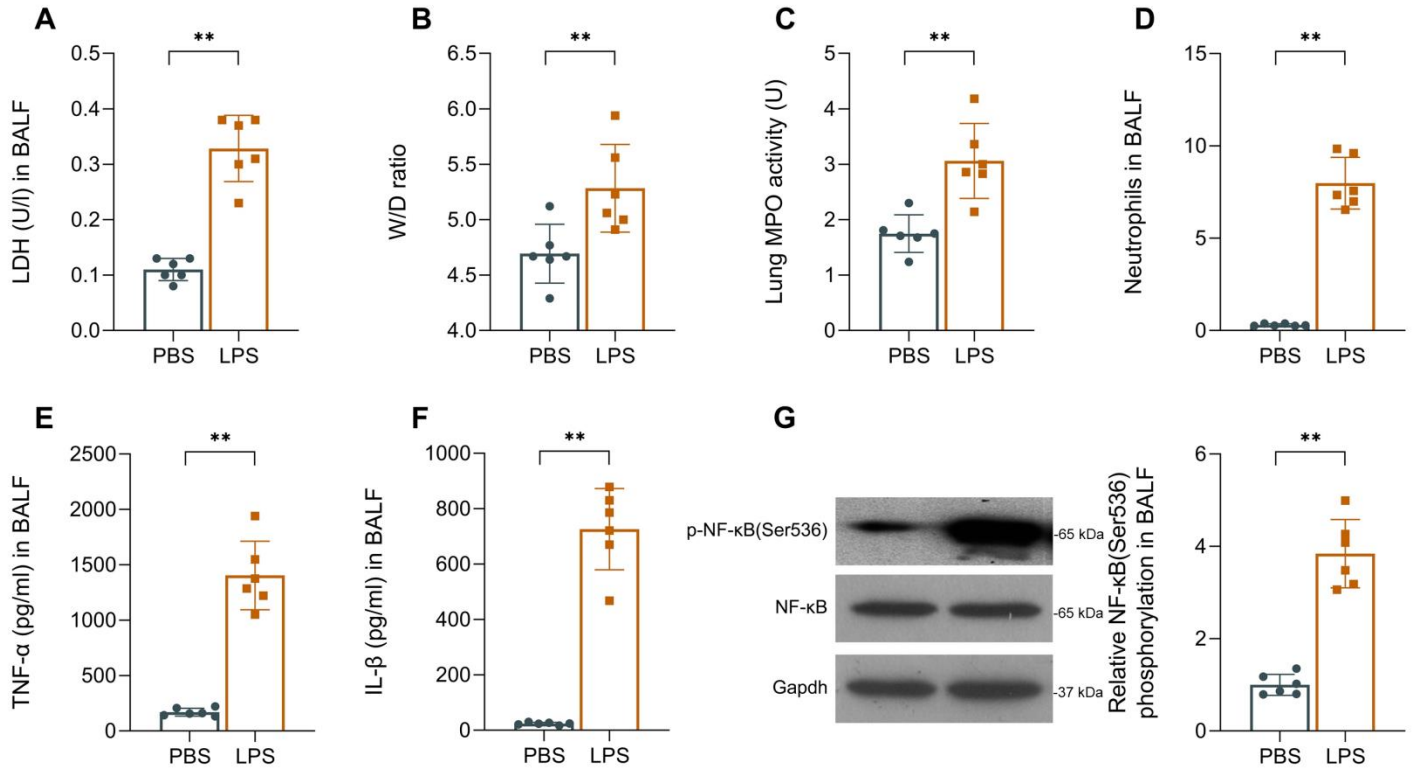 A
**
LDH (U/l) in BALF
0.5
0.4
0.3
0.2
0.1
0.0
PBS LPS
B
**
W/D ratio
6.5
6.0
5.5
5.0
4.5
4.0
PBS LPS
C
**
Lung MPO activity (U)
5
4
3
2
1
0
PBS LPS
D
**
Neutrophils in BALF
15
10
5
0
PBS LPS
E
**
TNF-α (pg/ml) in BALF
2500
2000
1500
1000
500
0
PBS LPS
F
**
IL-β (pg/ml) in BALF
1000
800
600
400
200
0
PBS LPS
G
p-NF-κB(Ser536)
-65 kDa
NF-κB
-65 kDa
Gapdh
-37 kDa
**
Relative NF-κB(Ser536)
phosphorylation in BALF
6
4
2
0
PBS LPS